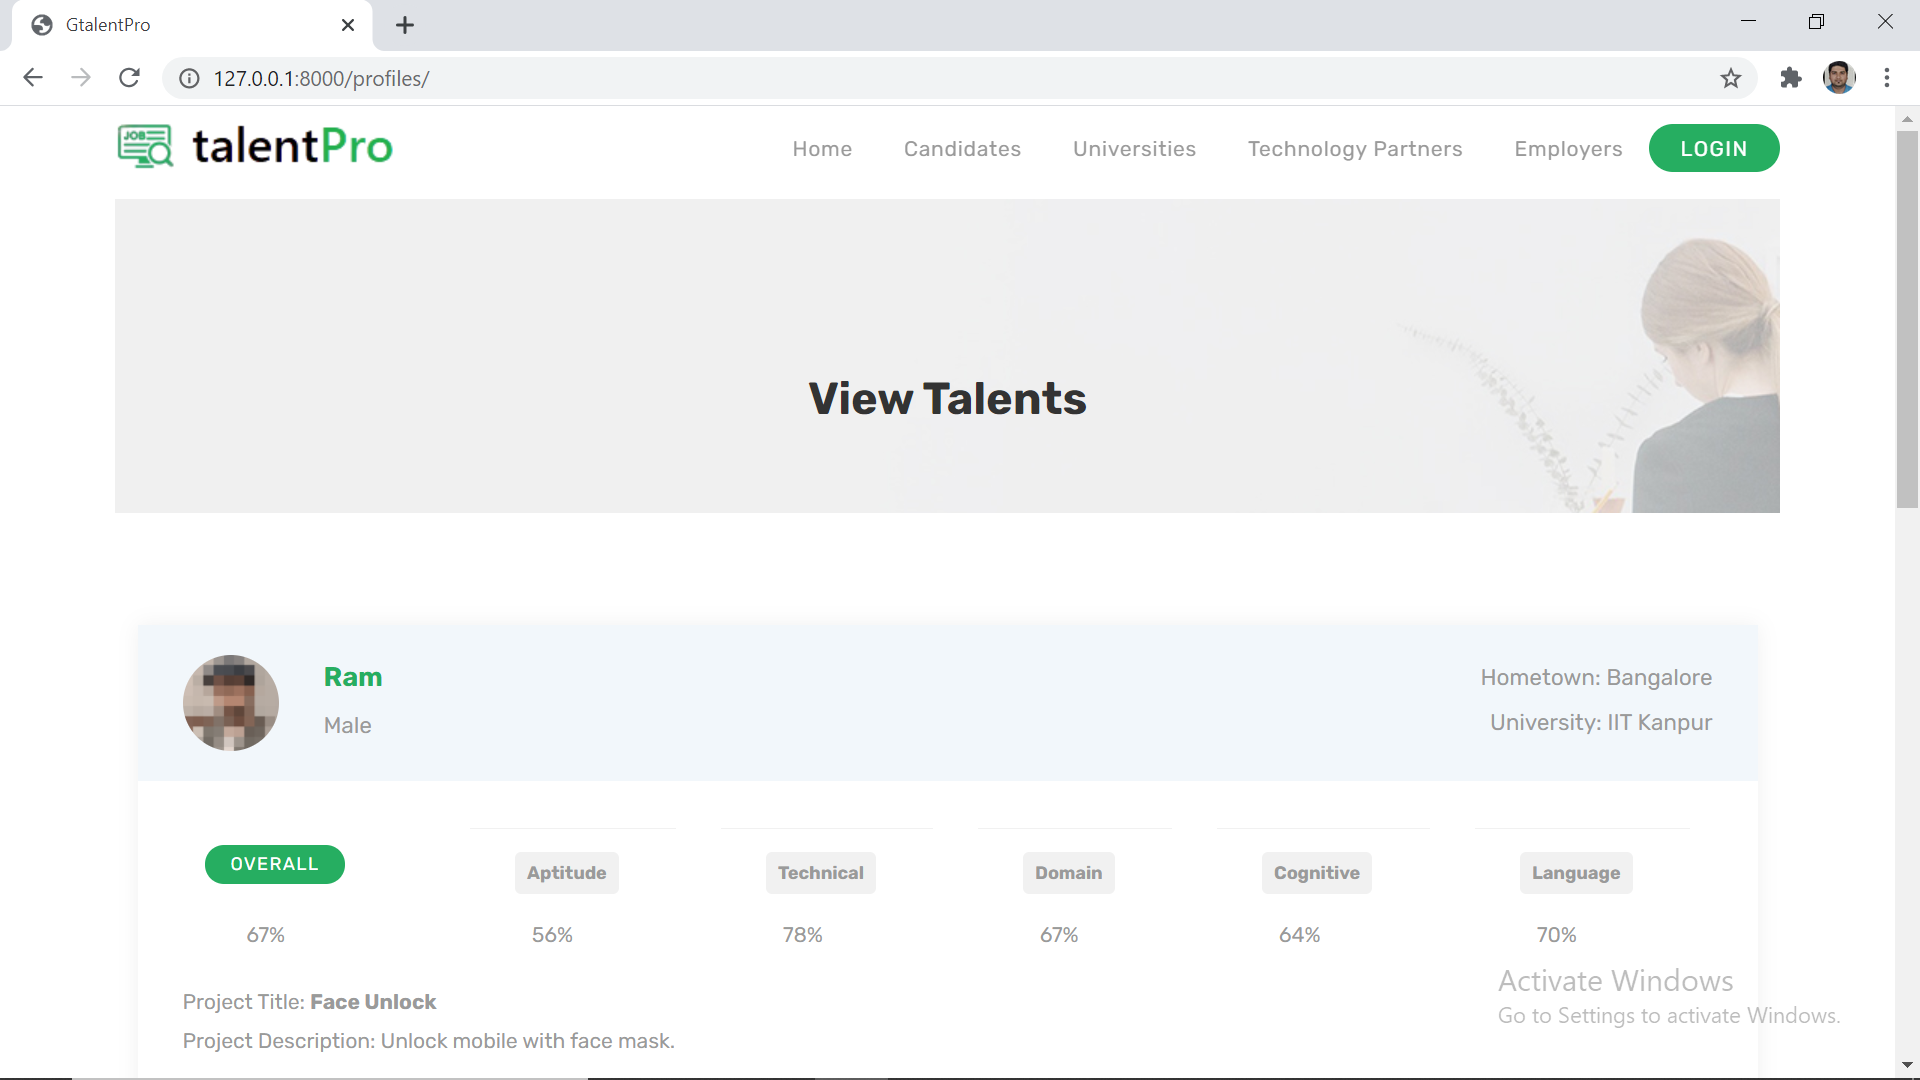 GtalentPro
127.0.0.1:8000/profiles/
JOB talentPro
Home Candidates Universities Technology Partners Employers LOGIN
View Talents
Ram
Male
Hometown: Bangalore
University: IIT Kanpur
OVERALL Aptitude Technical Domain Cognitive Language
67% 56% 78% 67% 64% 70%
Project Title: Face Unlock
Project Description: Unlock mobile with face mask.
Activate Windows
Go to Settings to activate Windows.